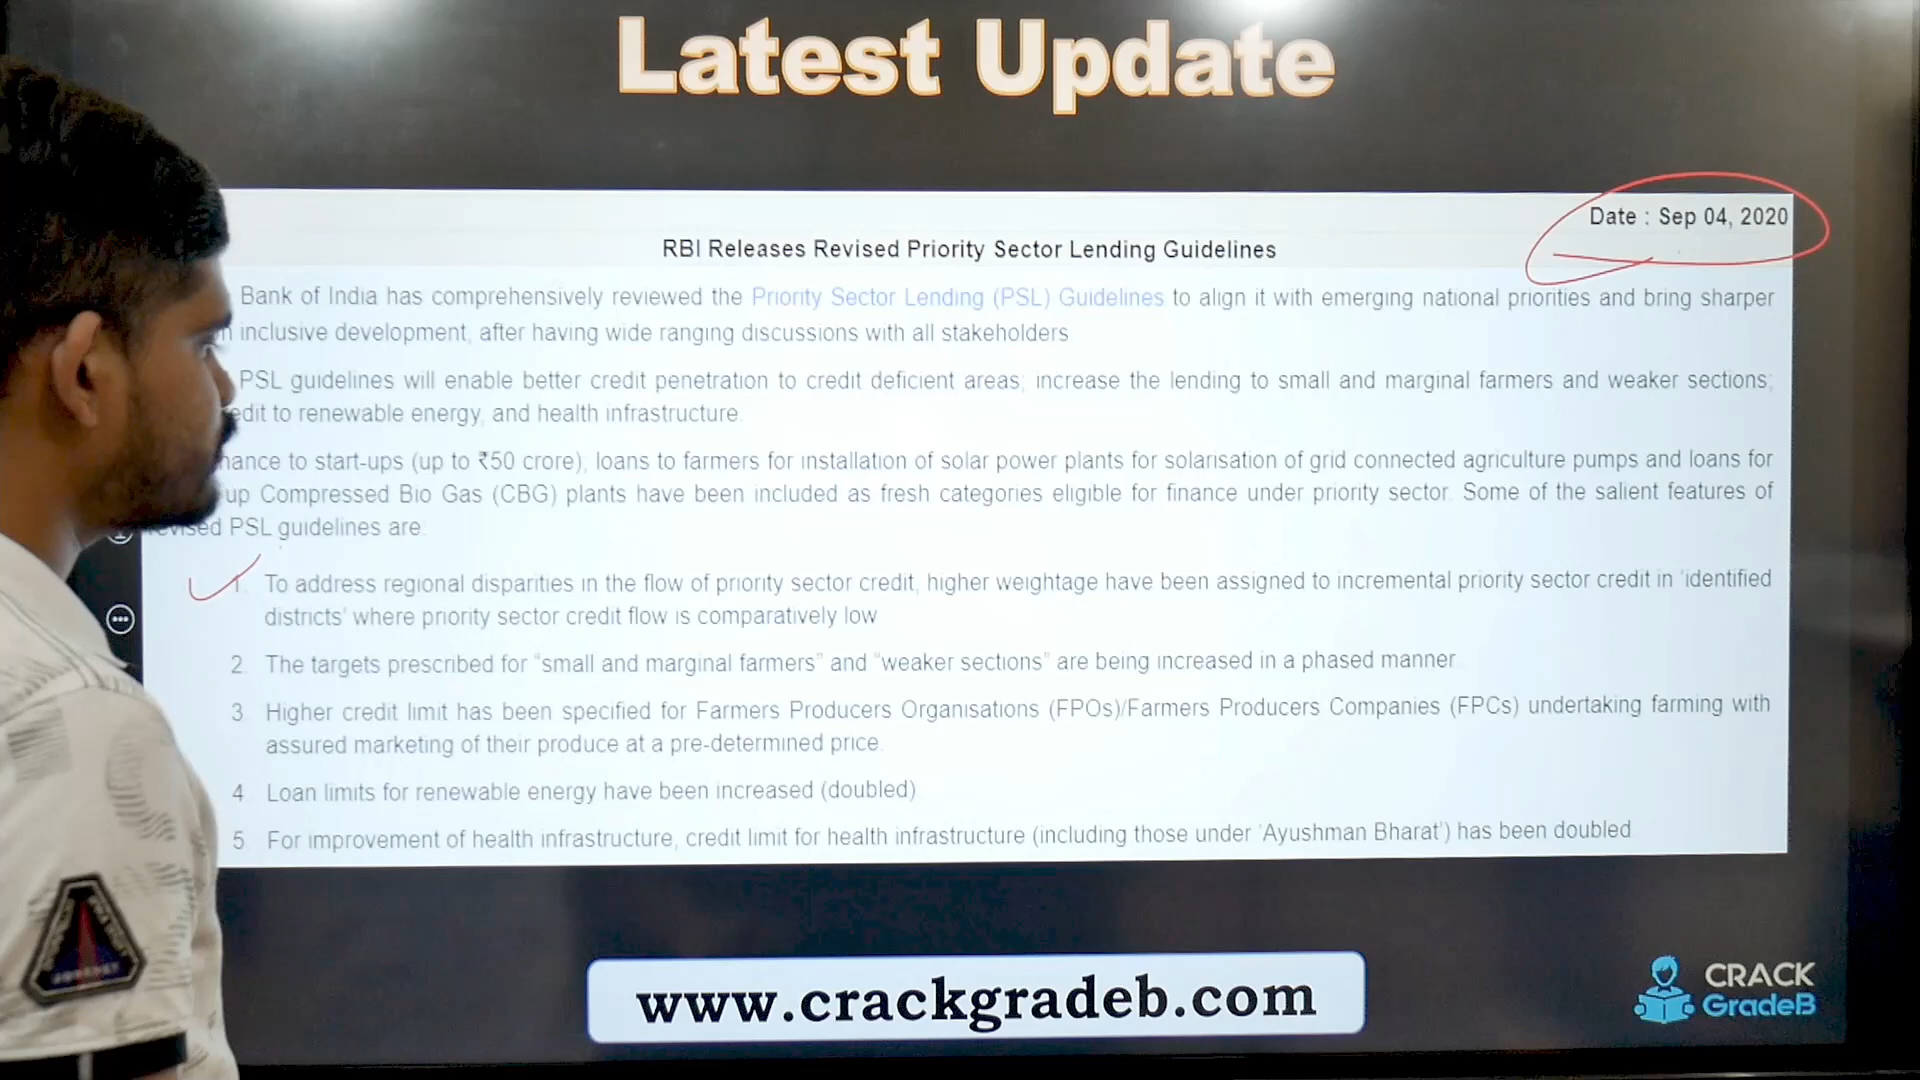 Latest Update
Date : Sep 04, 2020
RBI Releases Revised Priority Sector Lending Guidelines
Bank of India has comprehensively reviewed the Priority Sector Lending (PSL) Guidelines to align it with emerging national priorities and bring sharper
inclusive development, after having wide ranging discussions with all stakeholders
PSL guidelines will enable better credit penetration to credit deficient areas; increase the lending to small and marginal farmers and weaker sections;
edit to renewable energy, and health infrastructure.
nance to start-ups (up to ₹50 crore), loans to farmers for installation of solar power plants for solarisation of grid connected agriculture pumps and loans for
up Compressed Bio Gas (CBG) plants have been included as fresh categories eligible for finance under priority sector. Some of the salient features of
revised PSL guidelines are:
1. To address regional disparities in the flow of priority sector credit, higher weightage have been assigned to incremental priority sector credit in 'identified
districts' where priority sector credit flow is comparatively low
2. The targets prescribed for "small and marginal farmers" and "weaker sections" are being increased in a phased manner
3. Higher credit limit has been specified for Farmers Producers Organisations (FPOs)/Farmers Producers Companies (FPCs) undertaking farming with
assured marketing of their produce at a pre-determined price.
4. Loan limits for renewable energy have been increased (doubled).
5. For improvement of health infrastructure, credit limit for health infrastructure (including those under 'Ayushman Bharat') has been doubled
www.crackgradeb.com
CRACK
GradeB